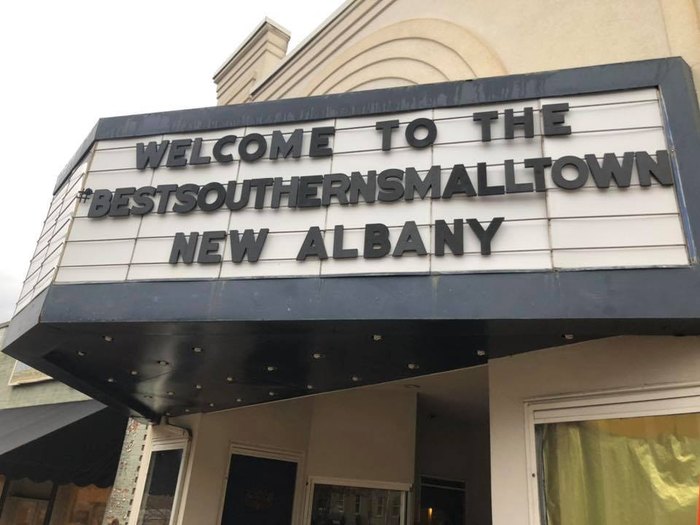 WELCOME TO THE
#BESTSOUTHERNSMALLTOWN
NEW ALBANY